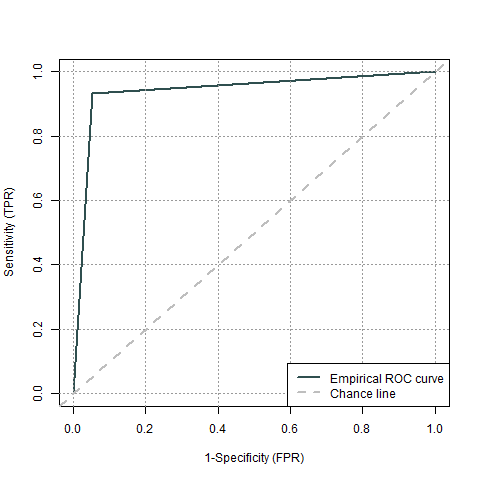 Sensitivity (TPR)
1.0
0.8
0.6
0.4
0.2
0.0
Empirical ROC curve
Chance line
0.0 0.2 0.4 0.6 0.8 1.0
1-Specificity (FPR)